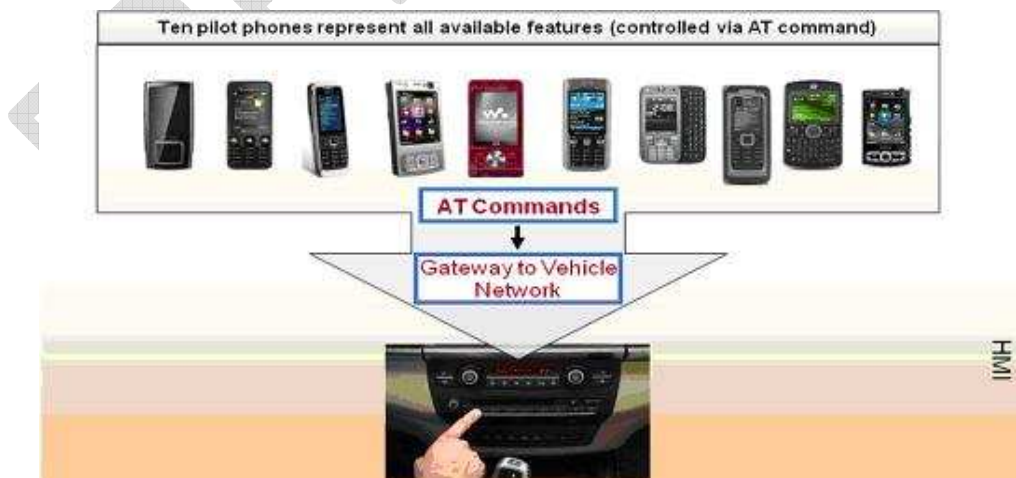 Ten pilot phones represent all available features (controlled via AT command)
AT Commands
Gateway to Vehicle
Network
HMI